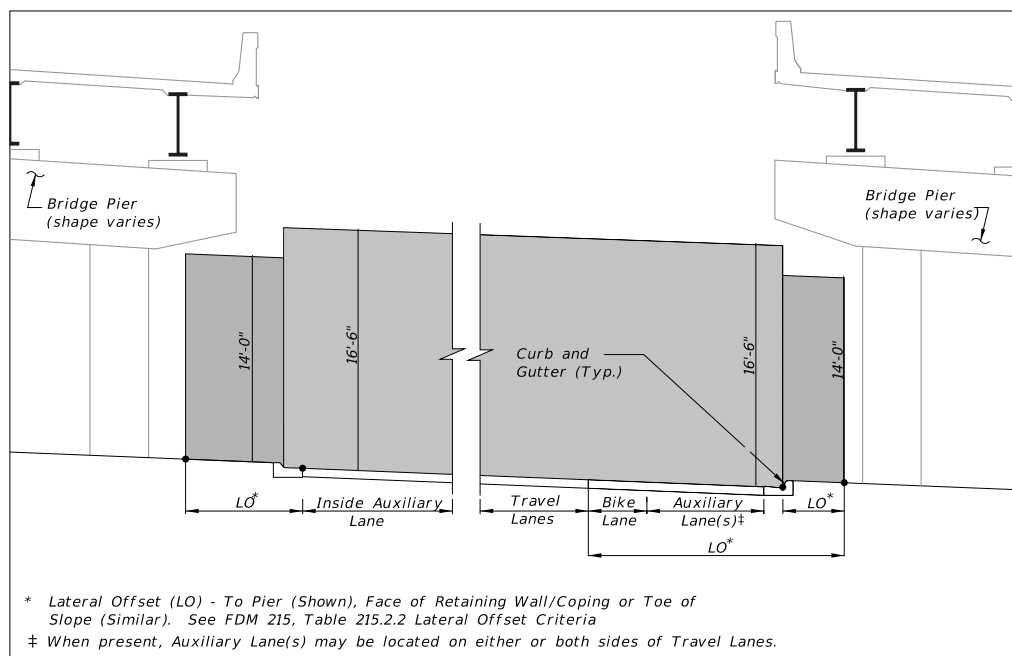 Bridge Pier
(shape varies)
Bridge Pier
(shape varies)
14'-0"
16'-6"
16'-6"
14'-0"
Curb and
Gutter (Typ.)
LO*
Inside Auxiliary
Lane
Travel
Lanes
Bike
Lane
Auxiliary
Lane(s)‡
LO*
LO*
* Lateral Offset (LO) - To Pier (Shown), Face of Retaining Wall/Coping or Toe of
Slope (Similar). See FDM 215, Table 215.2.2 Lateral Offset Criteria
‡ When present, Auxiliary Lane(s) may be located on either or both sides of Travel Lanes.